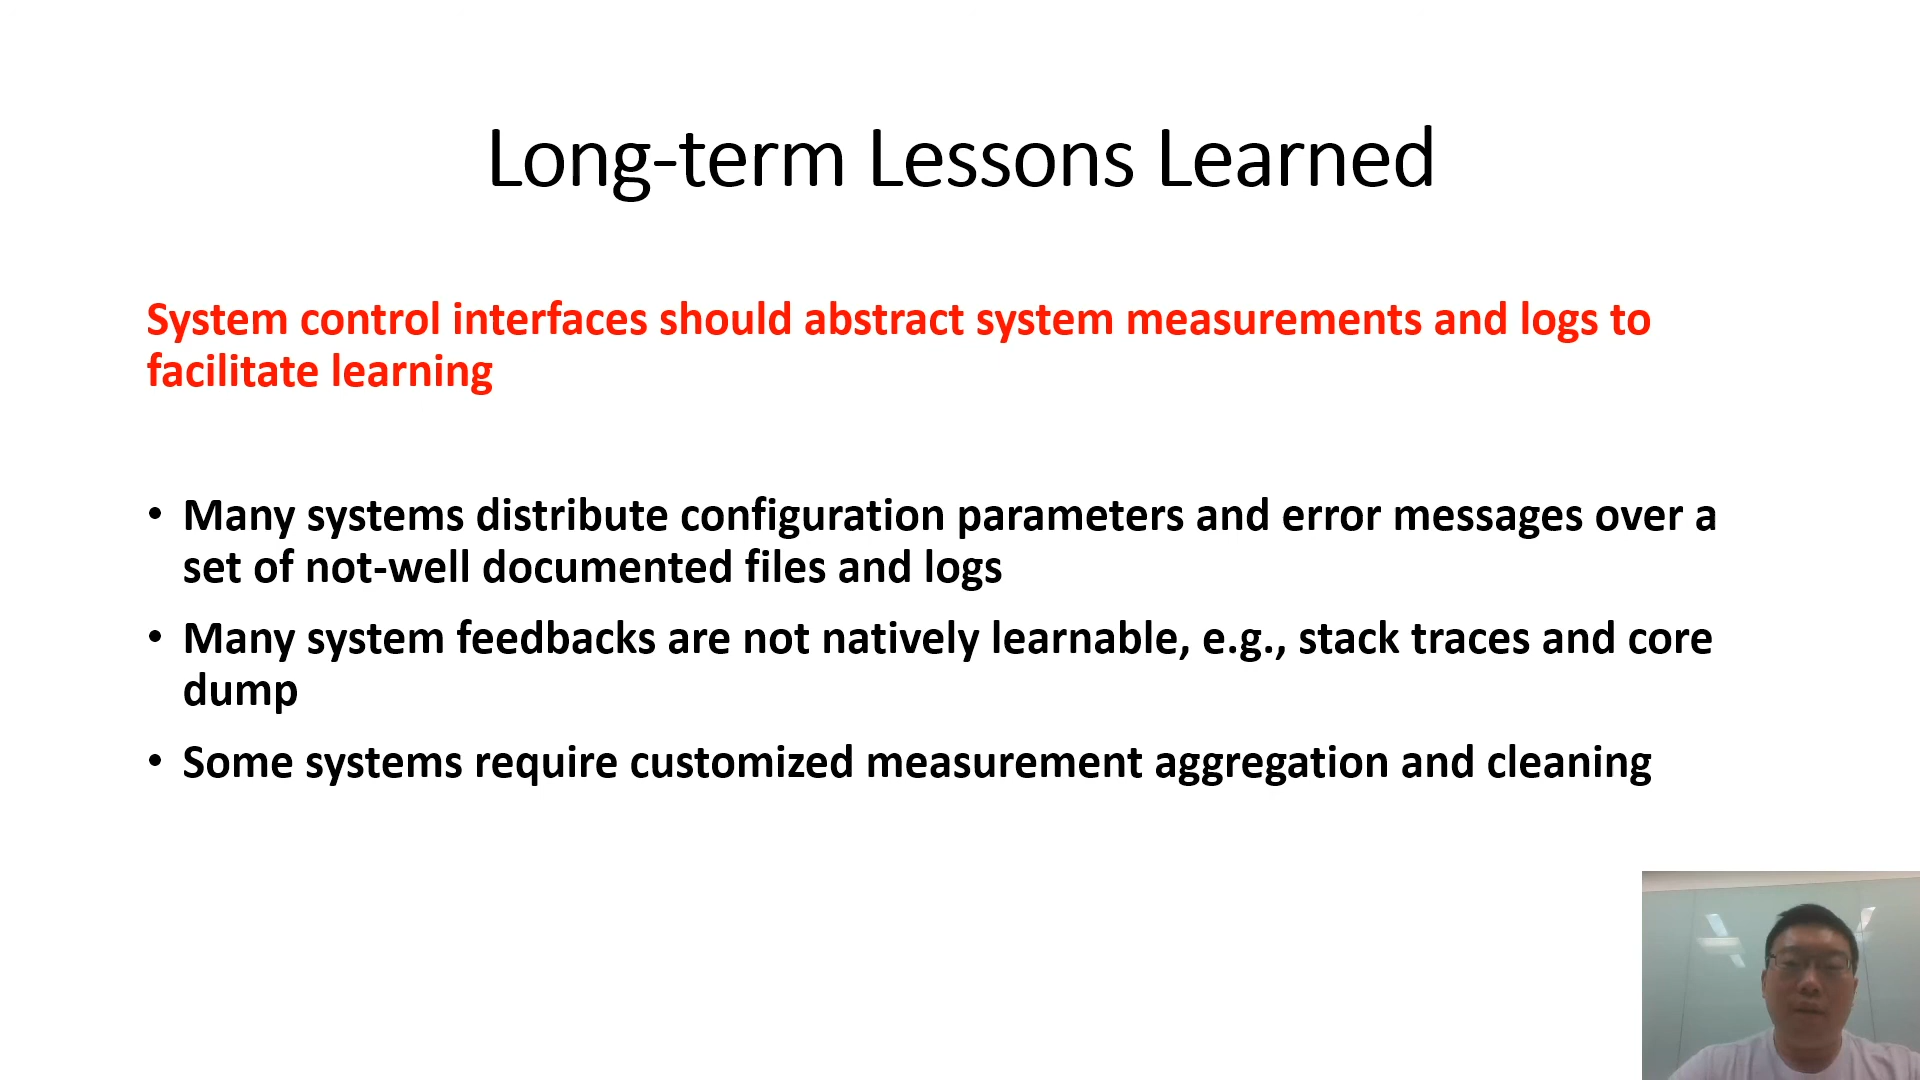 Long-term Lessons Learned
System control interfaces should abstract system measurements and logs to
facilitate learning
• Many systems distribute configuration parameters and error messages over a
set of not-well documented files and logs
• Many system feedbacks are not natively learnable, e.g., stack traces and core
dump
• Some systems require customized measurement aggregation and cleaning